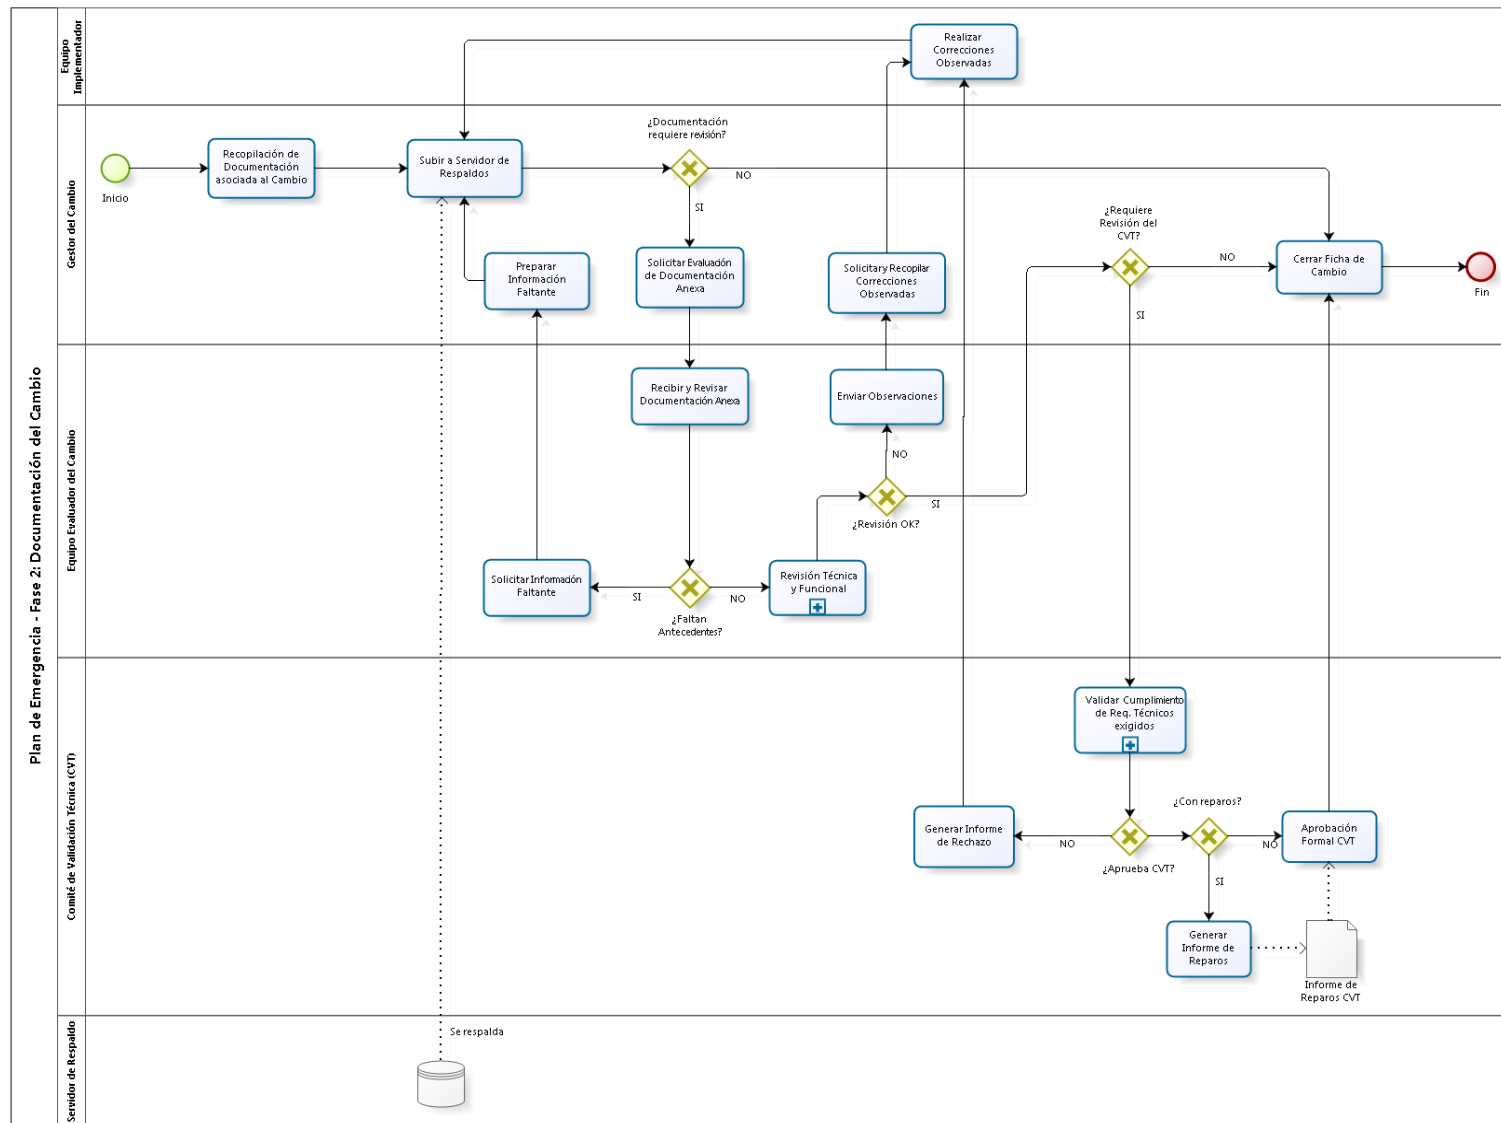 Plan de Emergencia - Fase 2: Documentación del Cambio
Equipo
Implementador
Realizar
Correcciones
Observadas
Gestor del Cambio
Inicio
Recopilación de
Documentación
asociada al Cambio
Subir a Servidor de
Respaldos
¿Documentación
requiere revisión?
NO
SI
Preparar
Información
Faltante
Solicitar Evaluación
de Documentación
Anexa
Solicitar y Recopilar
Correcciones
Observadas
¿Requiere
Revisión del
CVT?
NO
SI
Cerrar Ficha de
Cambio
Fin
Equipo Evaluador del Cambio
Recibir y Revisar
Documentación Anexa
Enviar Observaciones
NO
¿Revisión OK?
SI
Solicitar Información
Faltante
SI
¿Faltan
Antecedentes?
NO
Revisión Técnica
y Funcional
Comité de Validación Técnica (CVT)
Validar Cumplimiento
de Req. Técnicos
exigidos
Generar Informe
de Rechazo
NO
¿Aprueba CVT?
¿Con reparos?
NO
SI
Aprobación
Formal CVT
Generar
Informe de
Reparos
Informe de
Reparos CVT
Servidor de Respaldo
Se respalda